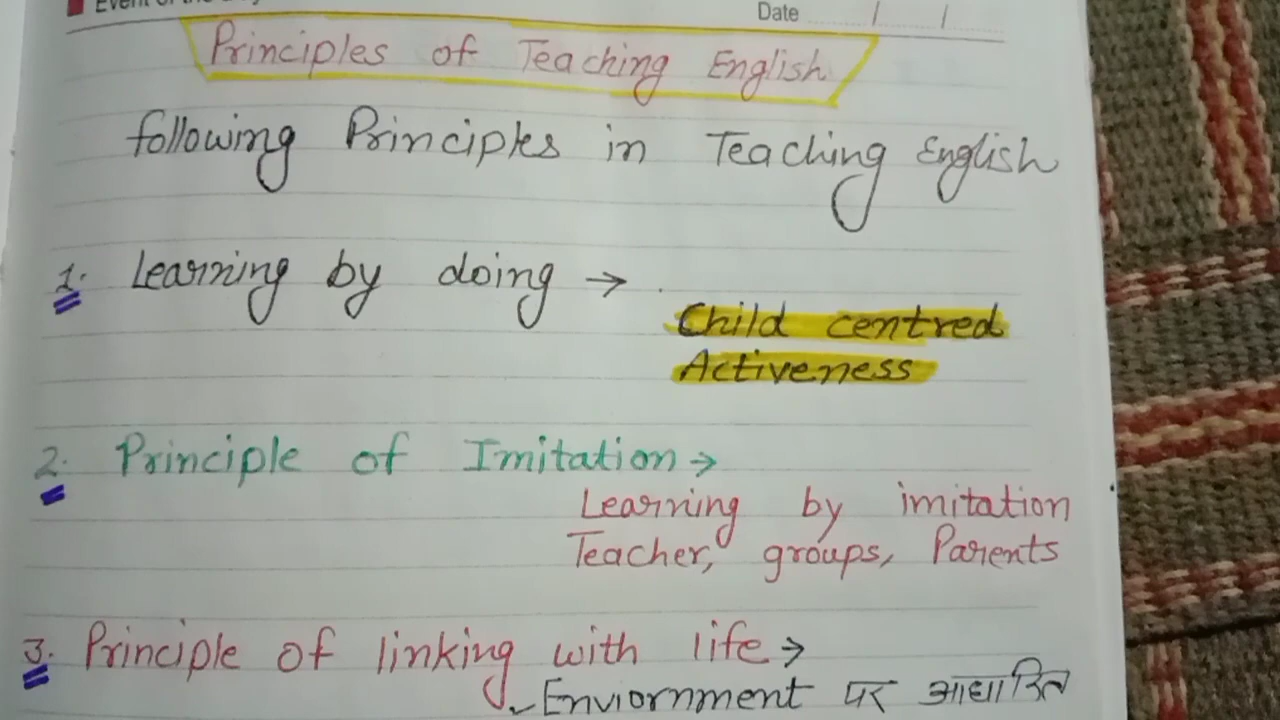 Date
Principles of Teaching English
following Principles in Teaching English
1. Learning by doing →
Child centred
Activeness
2. Principle of Imitation →
Learning by imitation
Teacher, groups, Parents
3. Principle of linking with life →
Enviornment पर आधारित